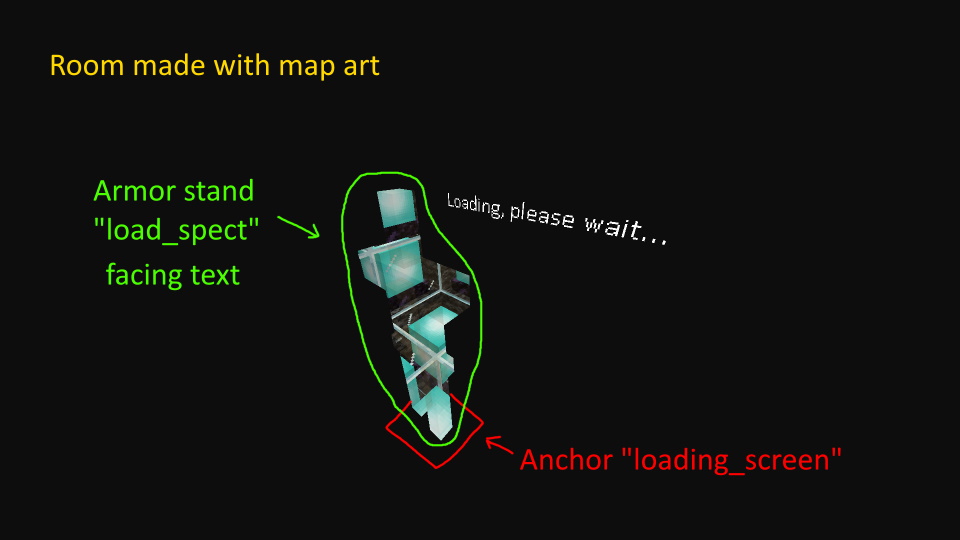 Room made with map art
Armor stand
"load_spect"
facing text
Loading, please wait...
Anchor "loading_screen"